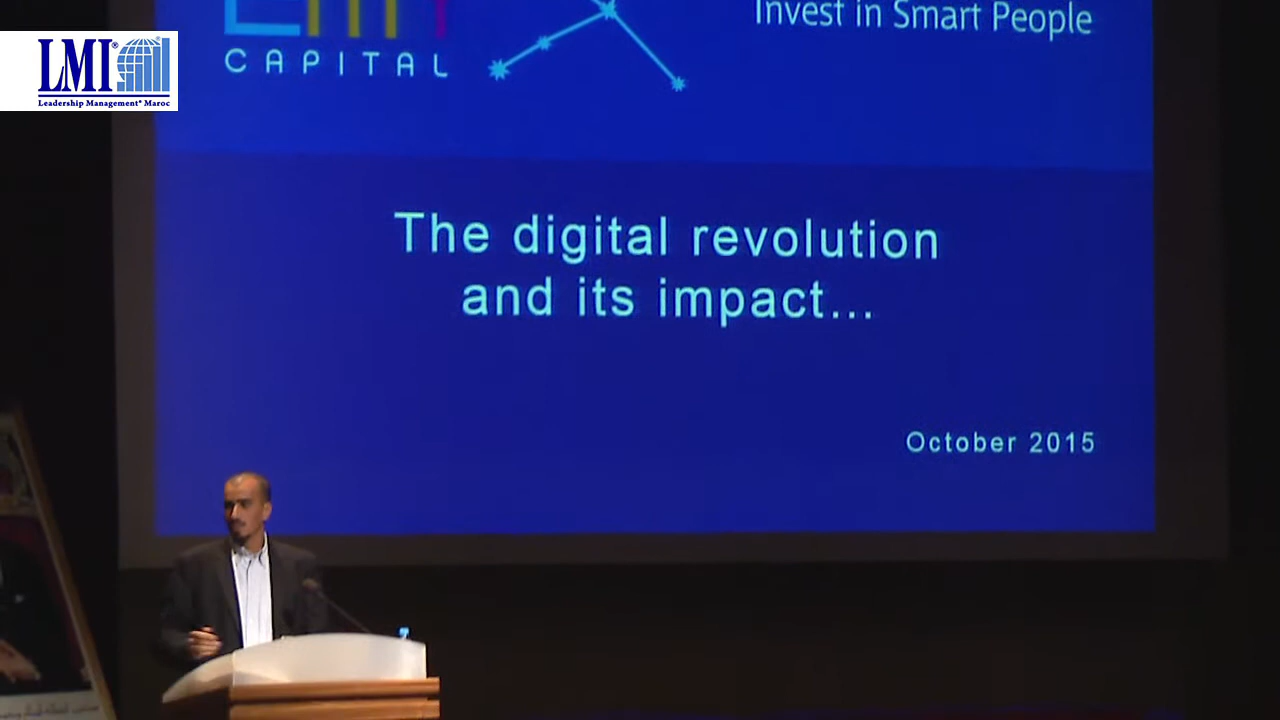 LMI®
Leadership Management® Maroc
CAPITAL
Invest in Smart People
The digital revolution
and its impact...
October 2015